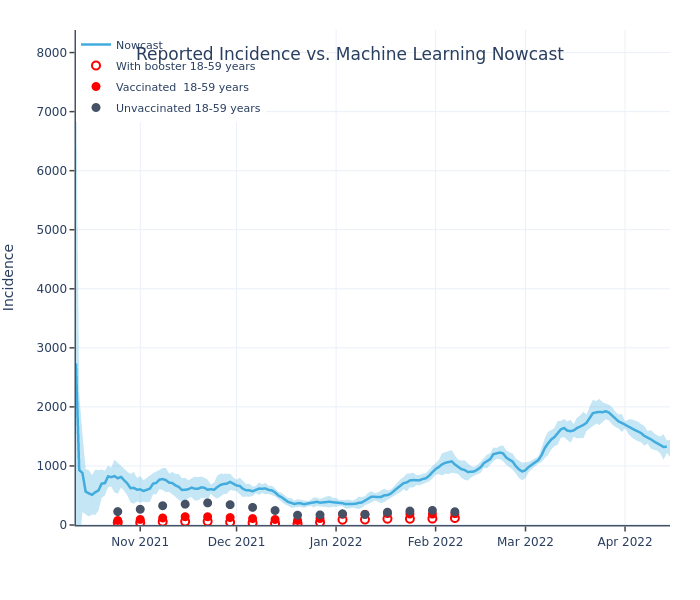 Reported Incidence vs. Machine Learning Nowcast
Nowcast
With booster 18-59 years
Vaccinated  18-59 years
Unvaccinated 18-59 years
Incidence
8000
7000
6000
5000
4000
3000
2000
1000
0
Nov 2021
Dec 2021
Jan 2022
Feb 2022
Mar 2022
Apr 2022